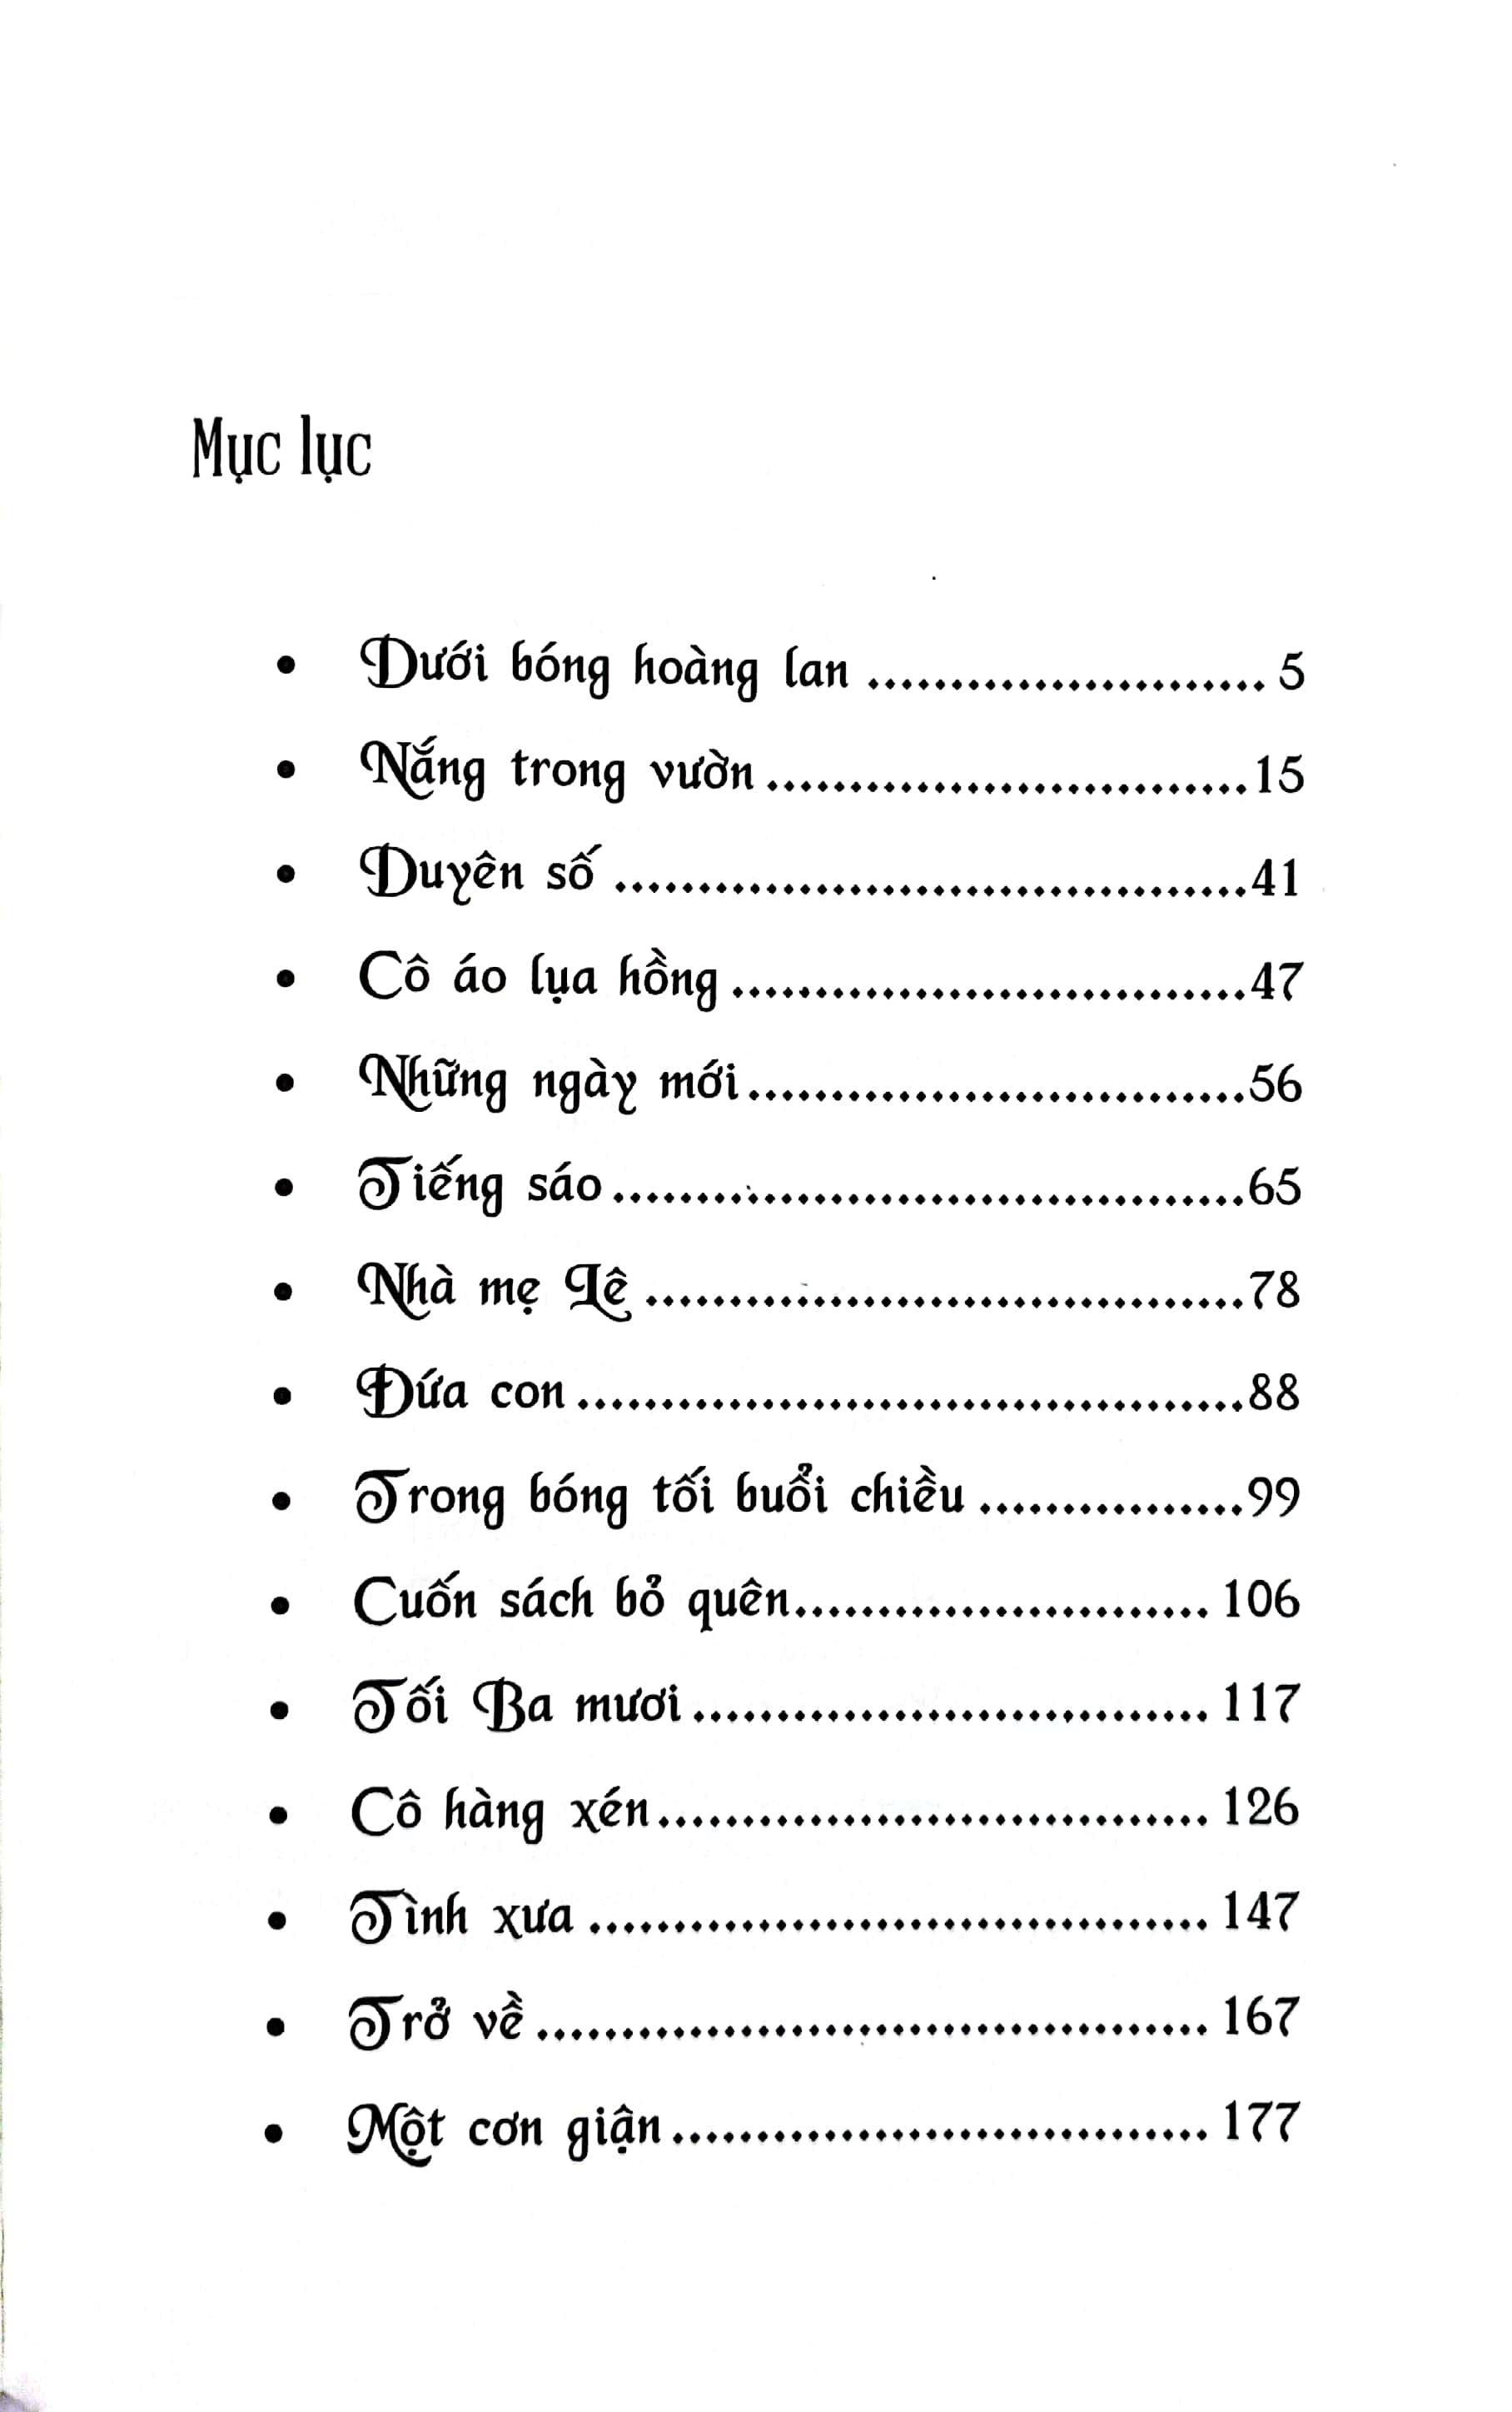 Mục lục
• Dưới bóng hoàng lan ........................ 5
• Nắng trong vườn ............................. 15
• Duyên số ...................................... 41
• Cô áo lụa hồng ............................... 47
• Những ngày mới .............................. 56
• Tiếng sáo ...................................... 65
• Nhà mẹ Lê .................................... 78
• Đứa con ........................................ 88
• Trong bóng tối buổi chiều ................ 99
• Cuốn sách bỏ quên ......................... 106
• Tối Ba mươi ............................... 117
• Cô hàng xén ................................. 126
• Tình xưa ..................................... 147
• Trở về ........................................ 167
• Một cơn giận ................................ 177